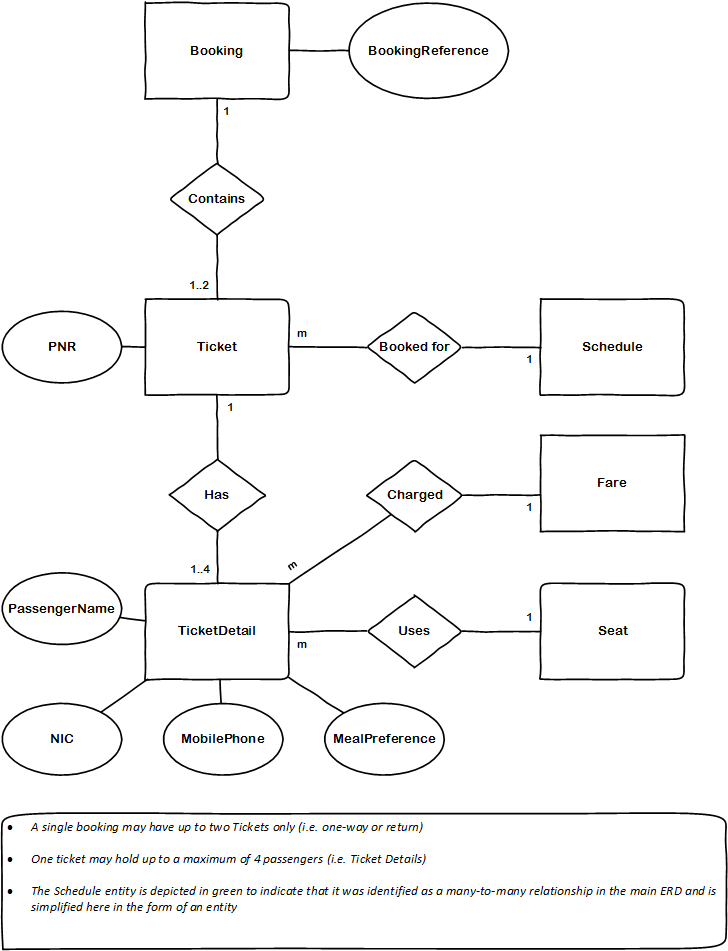 Booking
BookingReference
1
Contains
1..2
PNR
Ticket
m
Booked for
1
Schedule
1
Has
Charged
1
Fare
m
1..4
PassengerName
TicketDetail
m
Uses
1
Seat
NIC
MobilePhone
MealPreference
• A single booking may have up to two Tickets only (i.e. one-way or return)
• One ticket may hold up to a maximum of 4 passengers (i.e. Ticket Details)
• The Schedule entity is depicted in green to indicate that it was identified as a many-to-many relationship in the main ERD and is
simplified here in the form of an entity